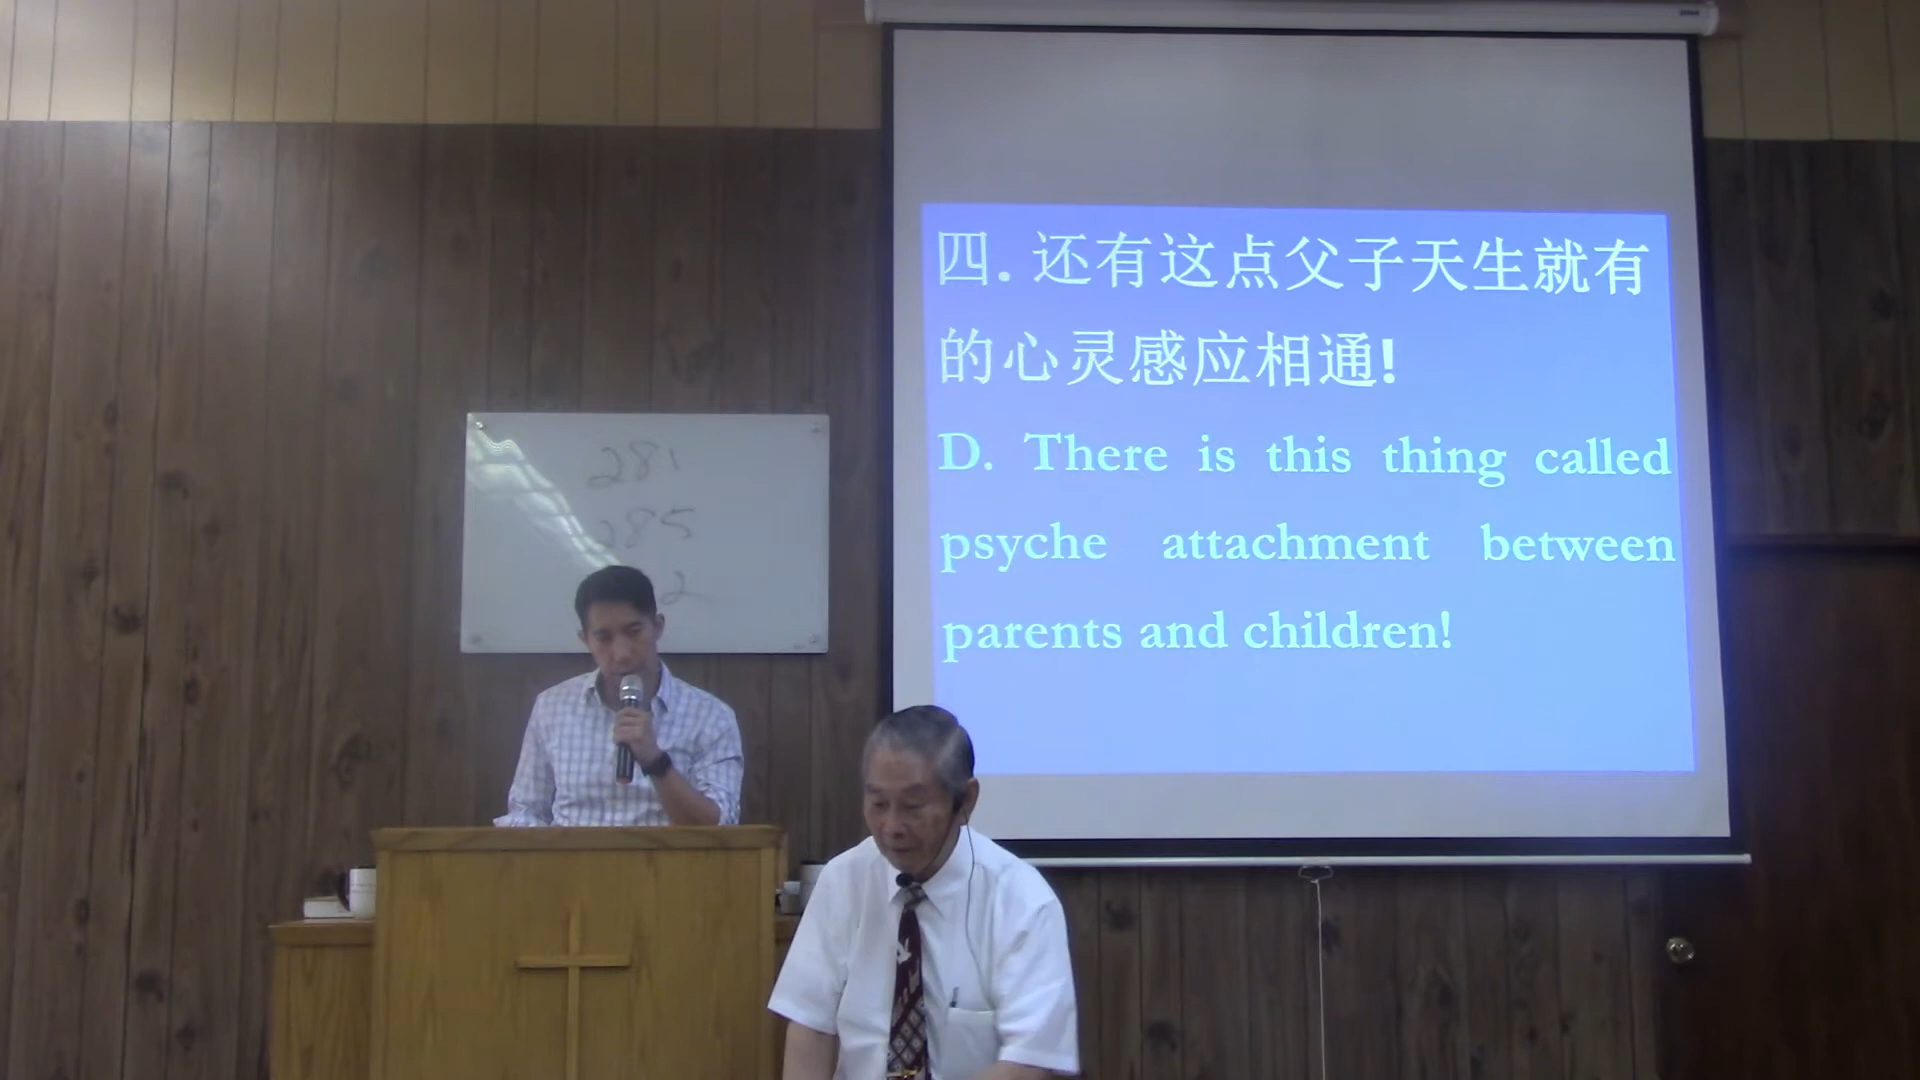 四. 还有这点父子天生就有
的心灵感应相通!
D. There is this thing called
psyche attachment between
parents and children!
281
285
2